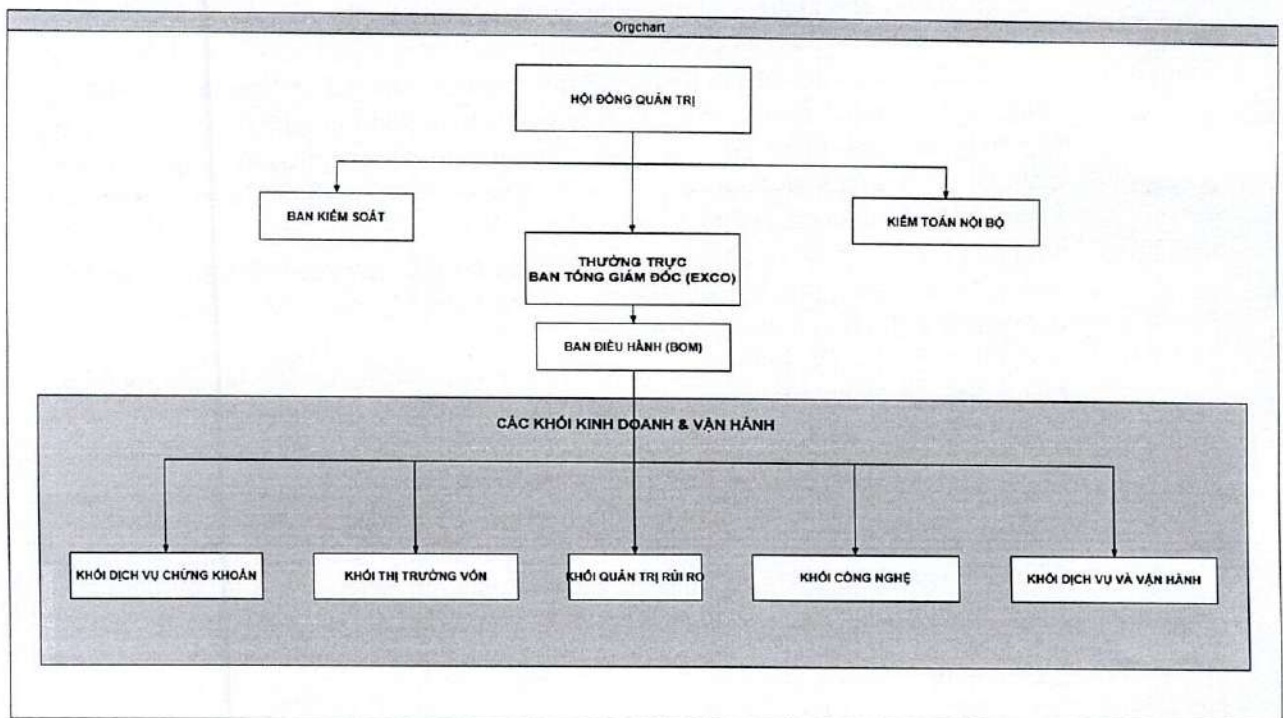 Orgchart
HỘI ĐỒNG QUẢN TRỊ
BAN KIỂM SOÁT
KIỂM TOÁN NỘI BỘ
THƯỜNG TRỰC
BAN TỔNG GIÁM ĐỐC (EXCO)
BAN ĐIỀU HÀNH (BOM)
CÁC KHỐI KINH DOANH & VẬN HÀNH
KHỐI DỊCH VỤ CHỨNG KHOÁN
KHỐI THỊ TRƯỜNG VỐN
KHỐI QUẢN TRỊ RỦI RO
KHỐI CÔNG NGHỆ
KHỐI DỊCH VỤ VÀ VẬN HÀNH